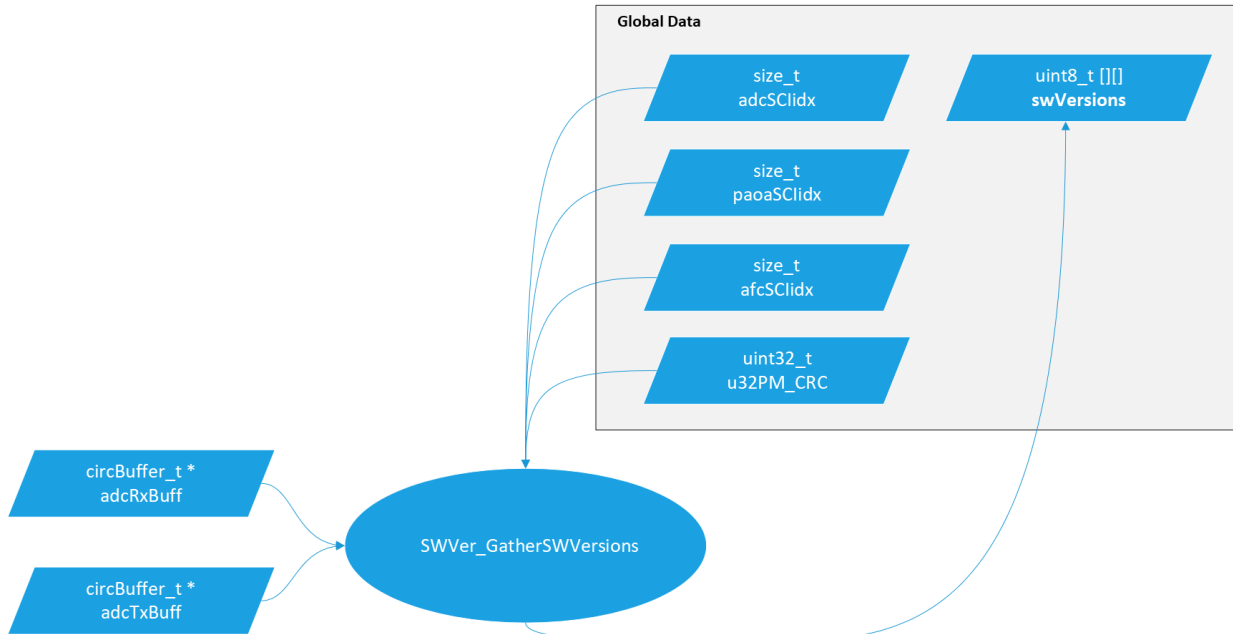 Global Data
size_t
adcSCIidx
uint8_t [][]
swVersions
size_t
paoaSCIidx
size_t
afcSCIidx
uint32_t
u32PM_CRC
circBuffer_t *
adcRxBuff
SWVer_GatherSWVersions
circBuffer_t *
adcTxBuff